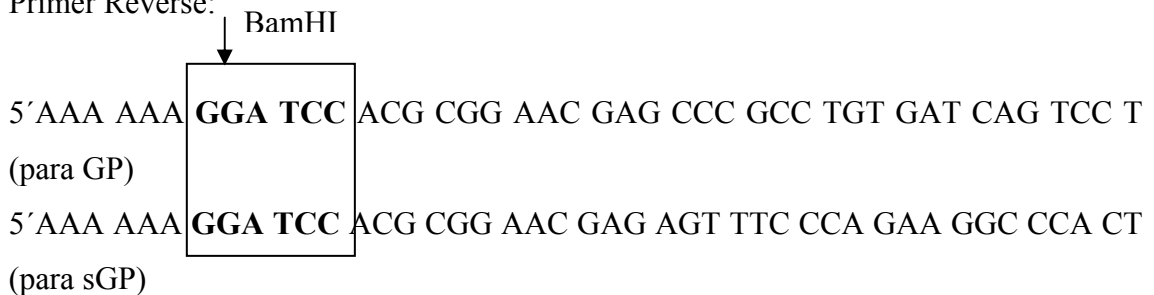 Primer Reverse:
BamHI
5´AAA AAA GGA TCC ACG CGG AAC GAG CCC GCC TGT GAT CAG TCC T
(para GP)
5´AAA AAA GGA TCC ACG CGG AAC GAG AGT TTC CCA GAA GGC CCA CT
(para sGP)